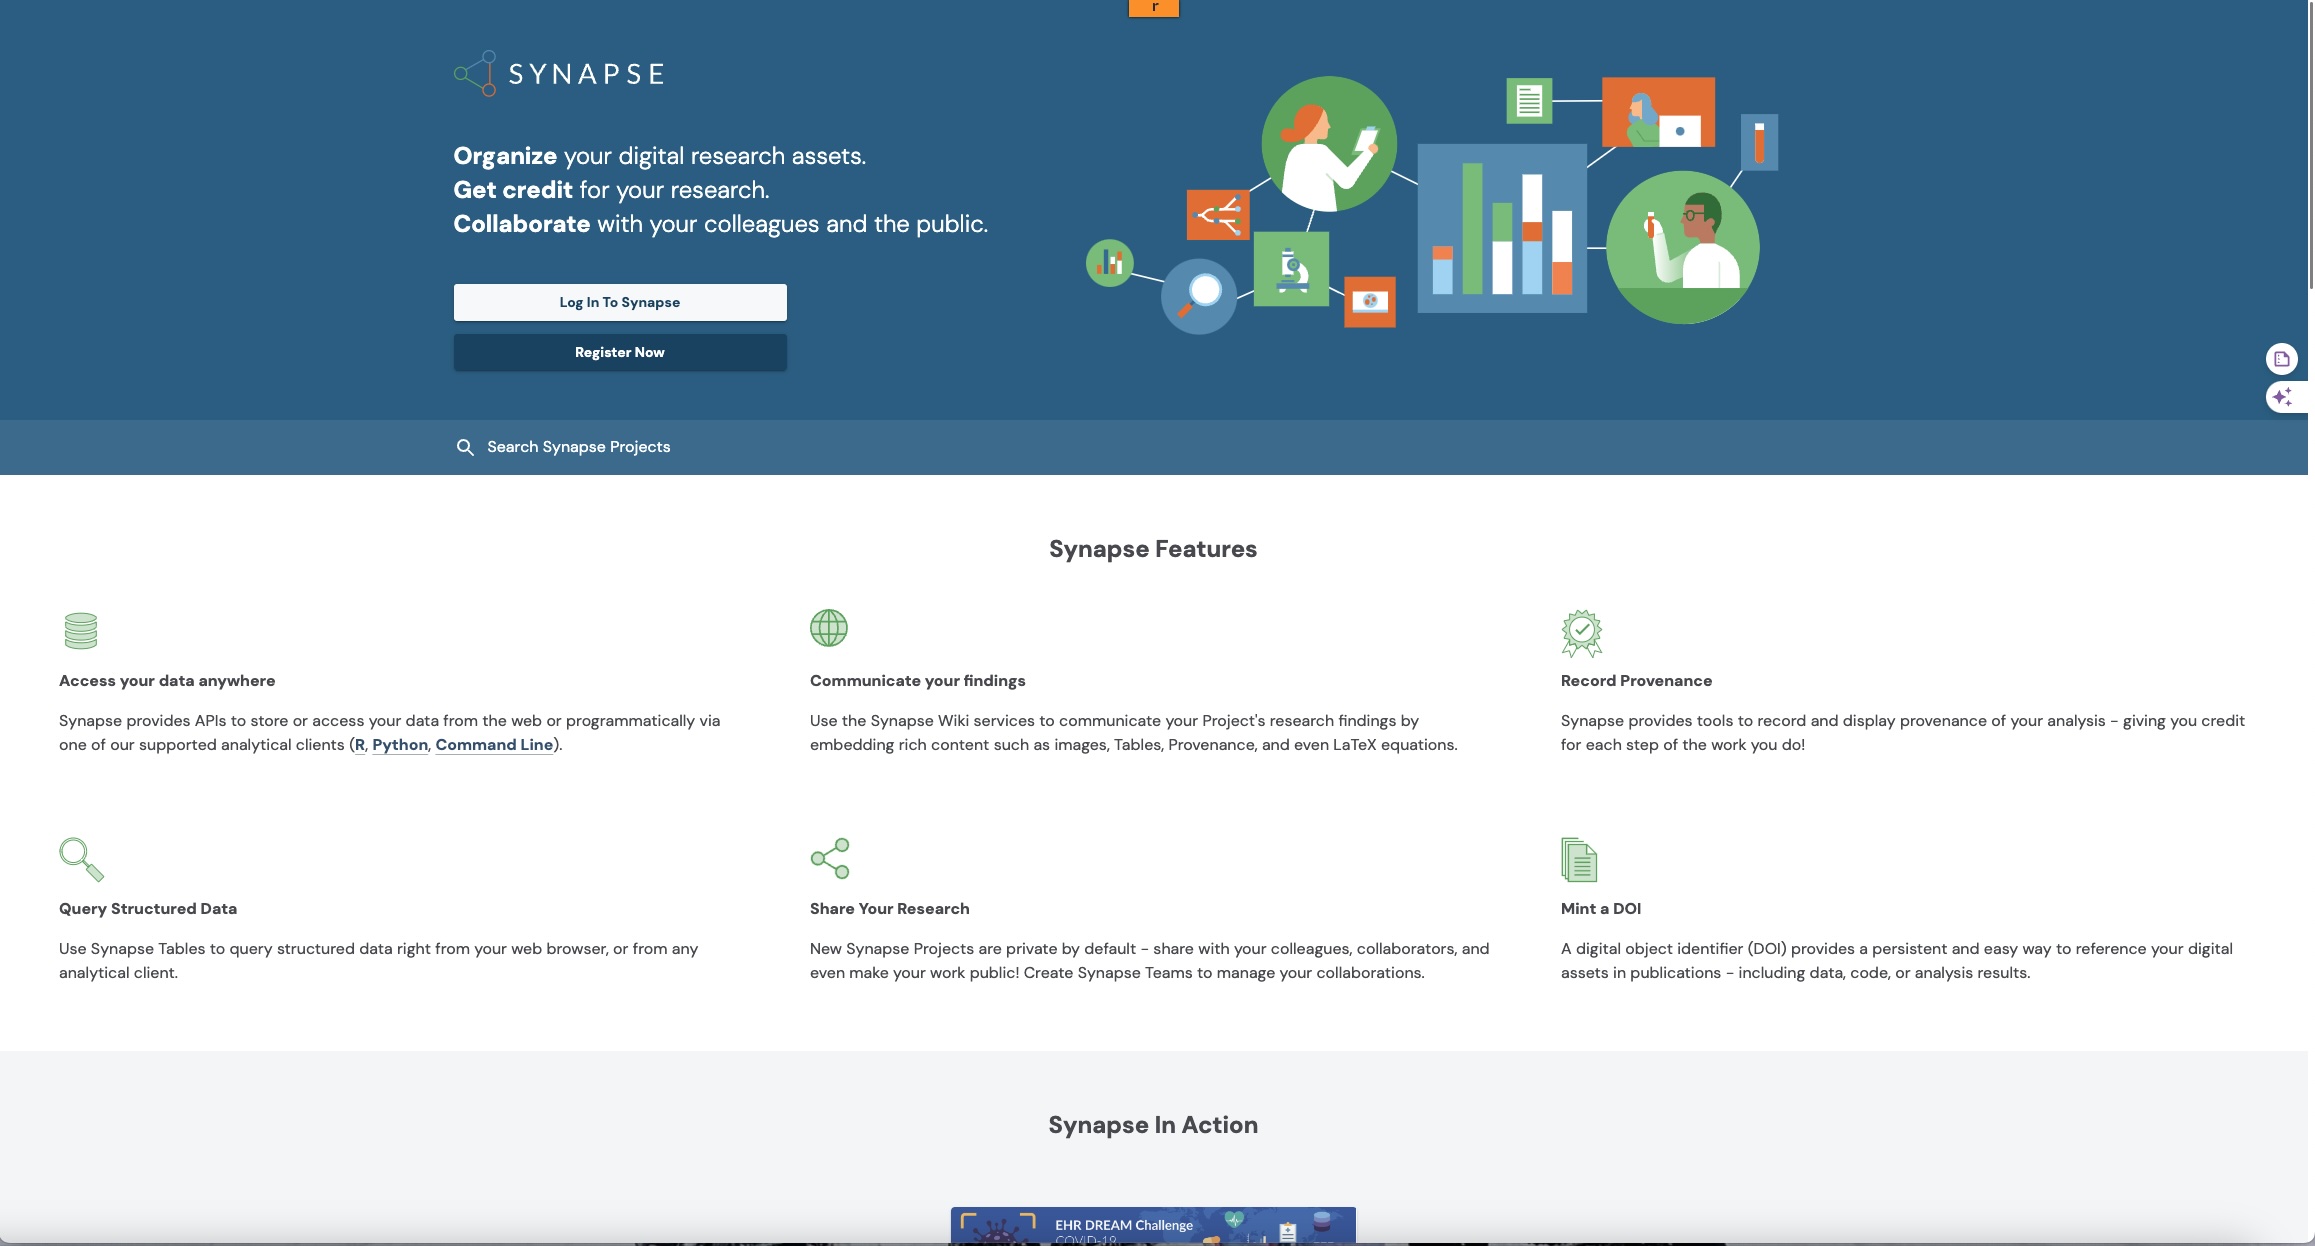 r
SYNAPSE
Organize your digital research assets.
Get credit for your research.
Collaborate with your colleagues and the public.
Log In To Synapse
Register Now
Search Synapse Projects
Synapse Features
Access your data anywhere
Synapse provides APIs to store or access your data from the web or programmatically via
one of our supported analytical clients (R, Python, Command Line).
Communicate your findings
Use the Synapse Wiki services to communicate your Project's research findings by
embedding rich content such as images, Tables, Provenance, and even LaTeX equations.
Record Provenance
Synapse provides tools to record and display provenance of your analysis - giving you credit
for each step of the work you do!
Query Structured Data
Use Synapse Tables to query structured data right from your web browser, or from any
analytical client.
Share Your Research
New Synapse Projects are private by default - share with your colleagues, collaborators, and
even make your work public! Create Synapse Teams to manage your collaborations.
Mint a DOI
A digital object identifier (DOI) provides a persistent and easy way to reference your digital
assets in publications - including data, code, or analysis results.
Synapse In Action
EHR DREAM Challenge
COVID-19